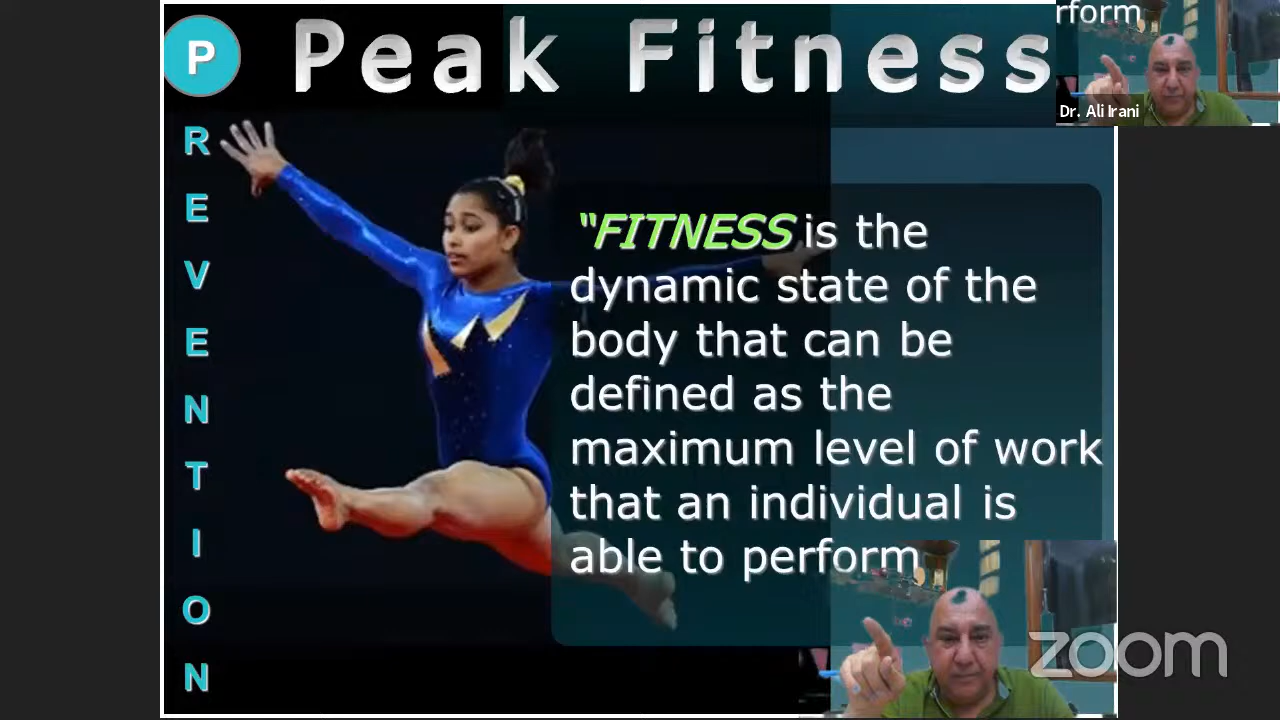 Peak Fitness
rform
Dr. Ali Irani
P
R
E
V
E
N
T
I
O
N
“FITNESS is the
dynamic state of the
body that can be
defined as the
maximum level of work
that an individual is
able to perform
zoom